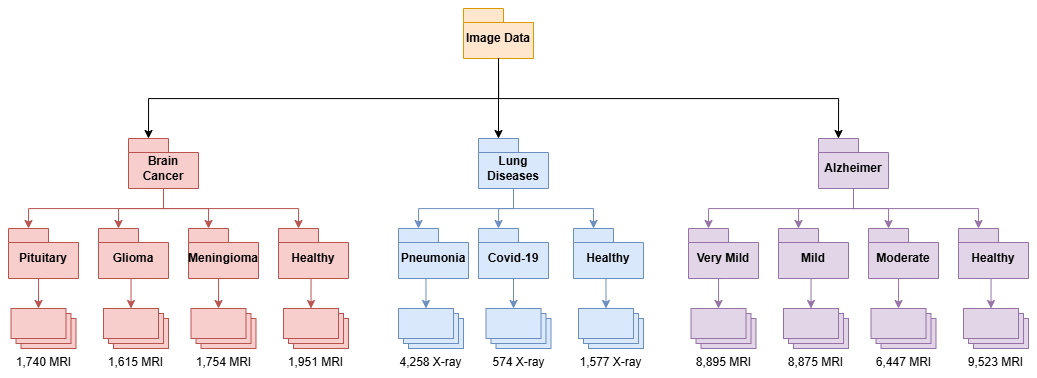 Image Data
Brain
Cancer
Lung
Diseases
Alzheimer
Pituitary
Glioma
Meningioma
Healthy
Pneumonia
Covid-19
Healthy
Very Mild
Mild
Moderate
Healthy
1,740 MRI
1,615 MRI
1,754 MRI
1,951 MRI
4,258 X-ray
574 X-ray
1,577 X-ray
8,895 MRI
8,875 MRI
6,447 MRI
9,523 MRI